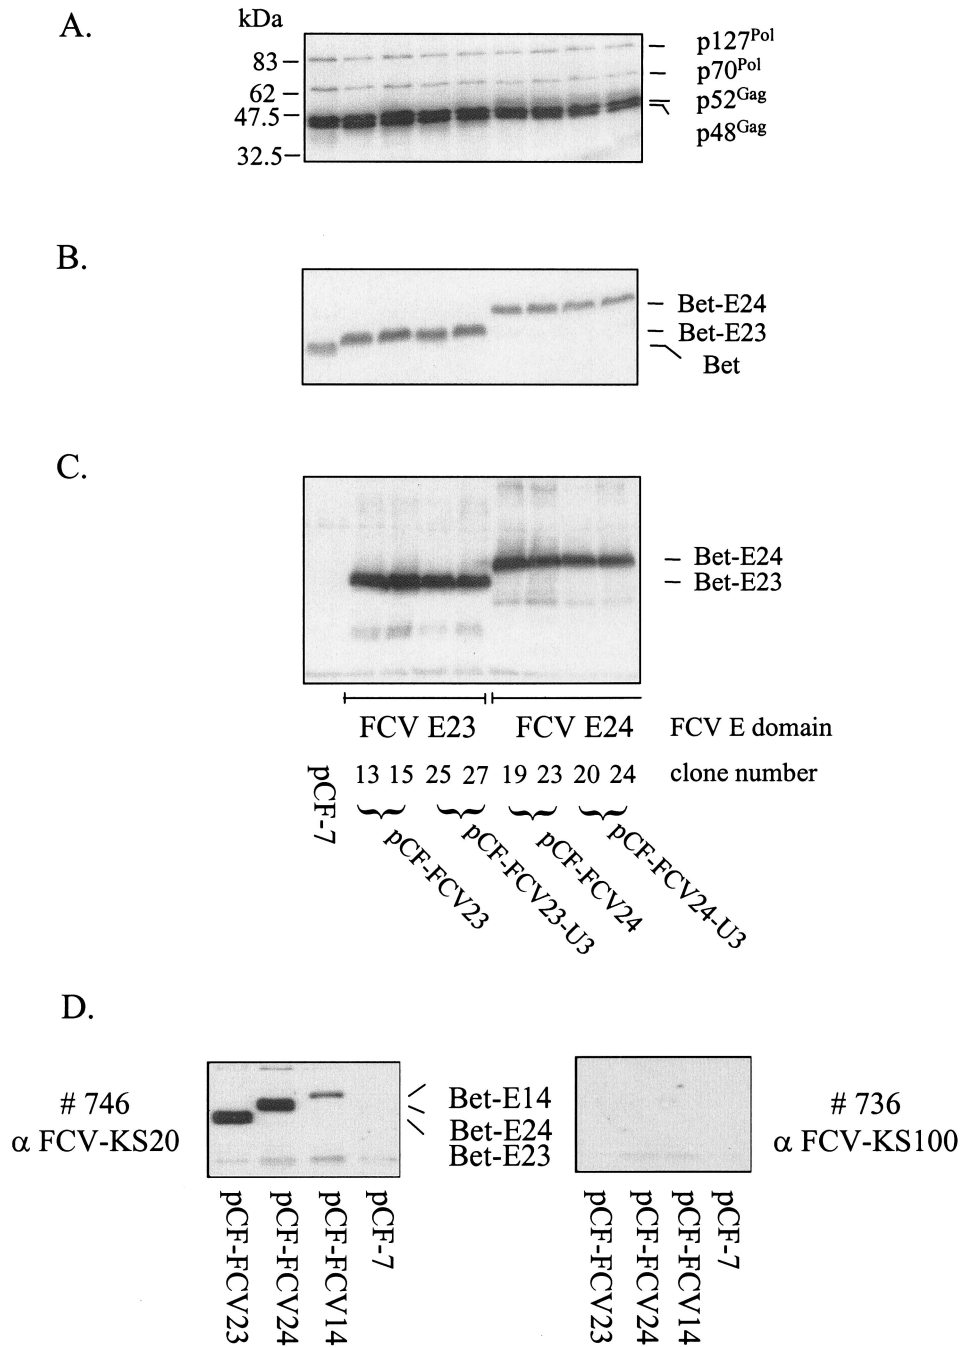 A.
kDa
83
62
47.5
32.5
p127Pol
p70Pol
p52Gag
p48Gag
B.
Bet-E24
Bet-E23
Bet
C.
Bet-E24
Bet-E23
FCV E23 FCV E24 FCV E domain
13 15 25 27 19 23 20 24 clone number
pCF-7
pCF-FCV23
pCF-FCV23-U3
pCF-FCV24
pCF-FCV24-U3
D.
# 746
α FCV-KS20
Bet-E14
Bet-E24
Bet-E23
# 736
α FCV-KS100
pCF-FCV23
pCF-FCV24
pCF-FCV14
pCF-7
pCF-FCV23
pCF-FCV24
pCF-FCV14
pCF-7